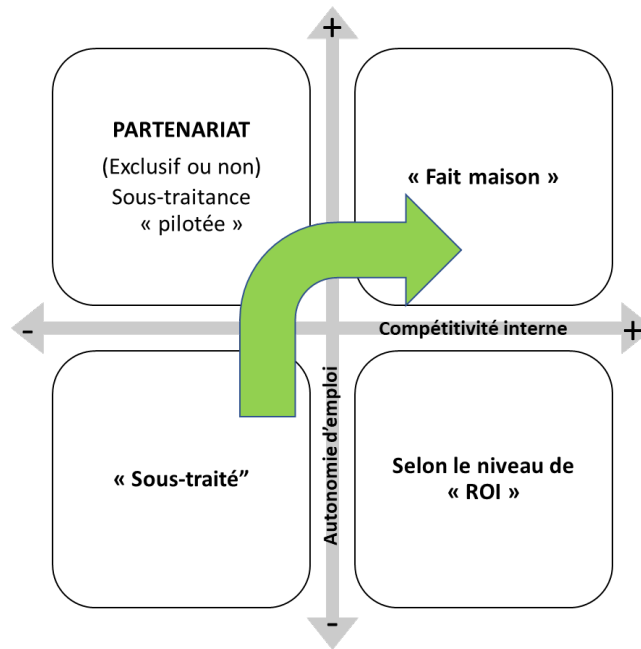 +
PARTENARIAT
(Exclusif ou non)
Sous-traitance
« pilotée »
« Fait maison »
-
Compétitivité interne
+
Autonomie d'emploi
« Sous-traité”
Selon le niveau de
« ROI »
-